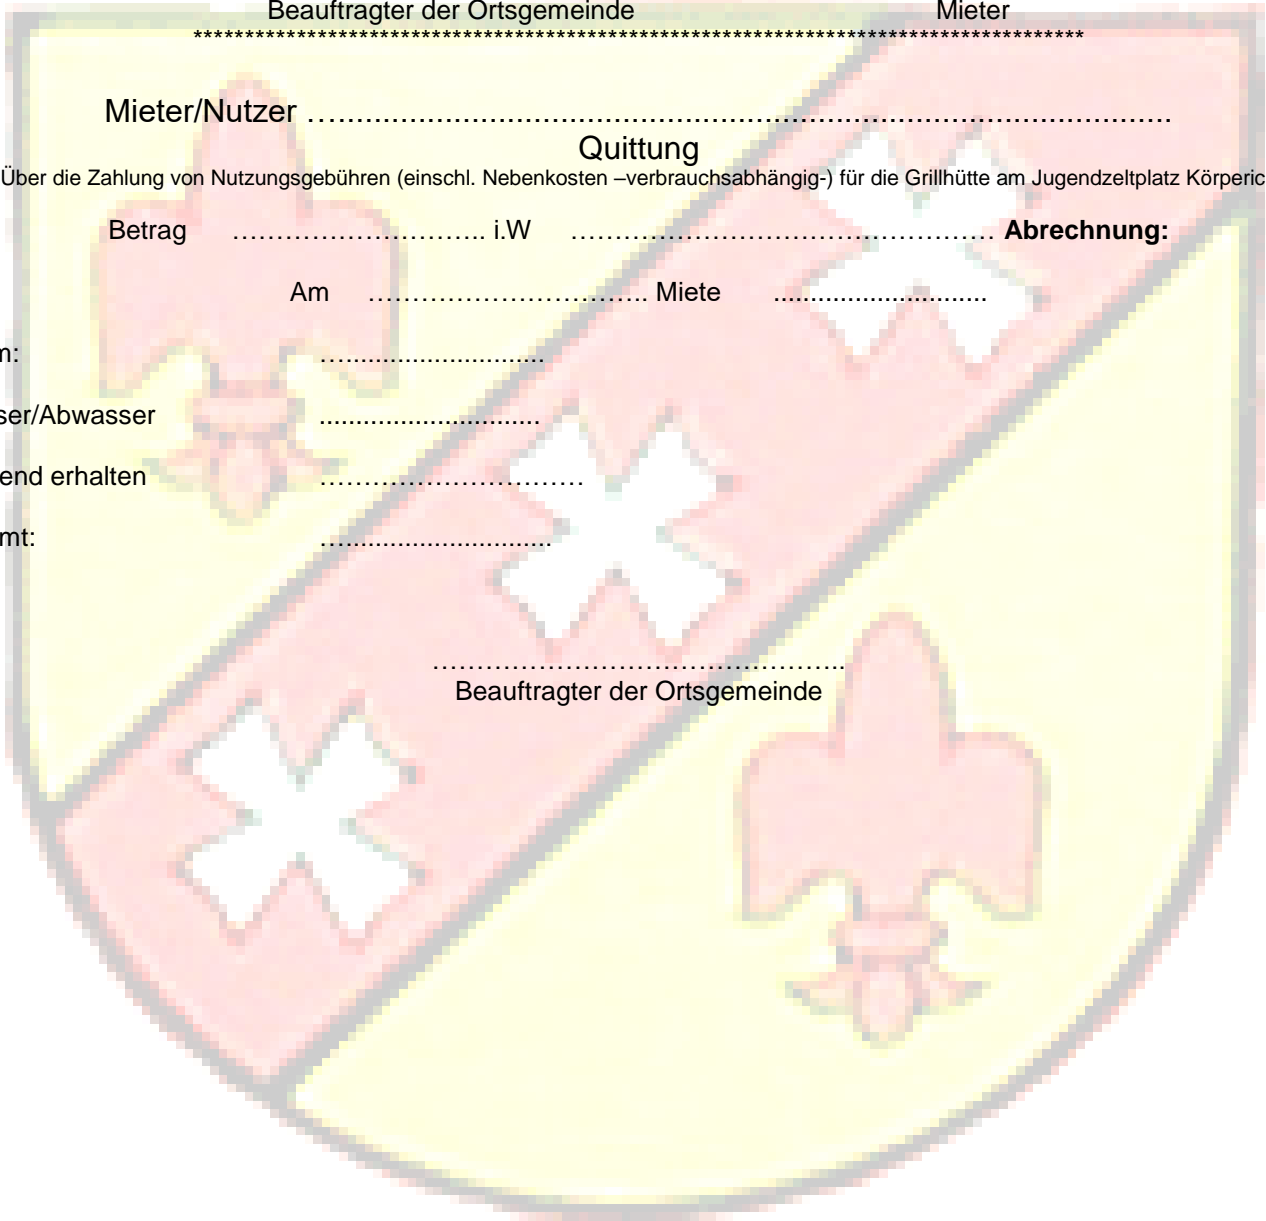 Beauftragter der Ortsgemeinde Mieter
**************************************************************************************
Mieter/Nutzer …...........................................................................................
Quittung
Über die Zahlung von Nutzungsgebühren (einschl. Nebenkosten –verbrauchsabhängig-) für die Grillhütte am Jugendzeltplatz Körperic
Betrag ……………………….. i.W ………………………………………… Abrechnung:
Am …………………………. Miete .............................
m: …..........................
ser/Abwasser ..............................
end erhalten …………………………
mt: …...........................
………………………………………..
Beauftragter der Ortsgemeinde